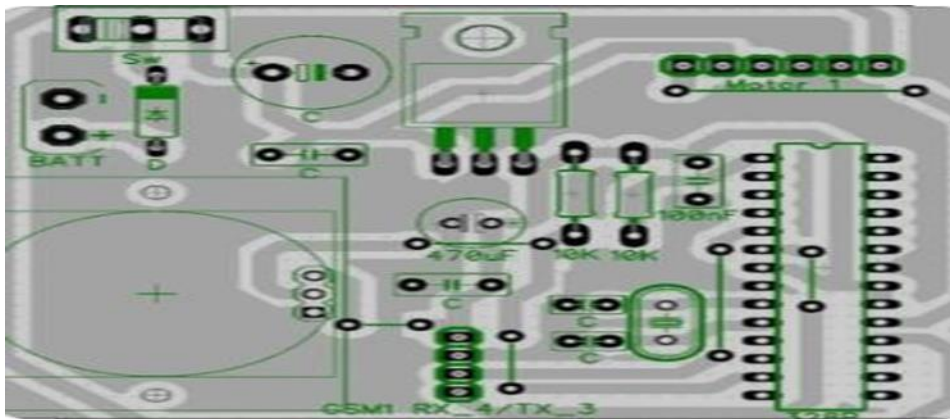 SW
Motor 1
C
BATT
D
C
100nF
470uF
10K 10K
C
C
C
GSM1 RX_4/TX_3